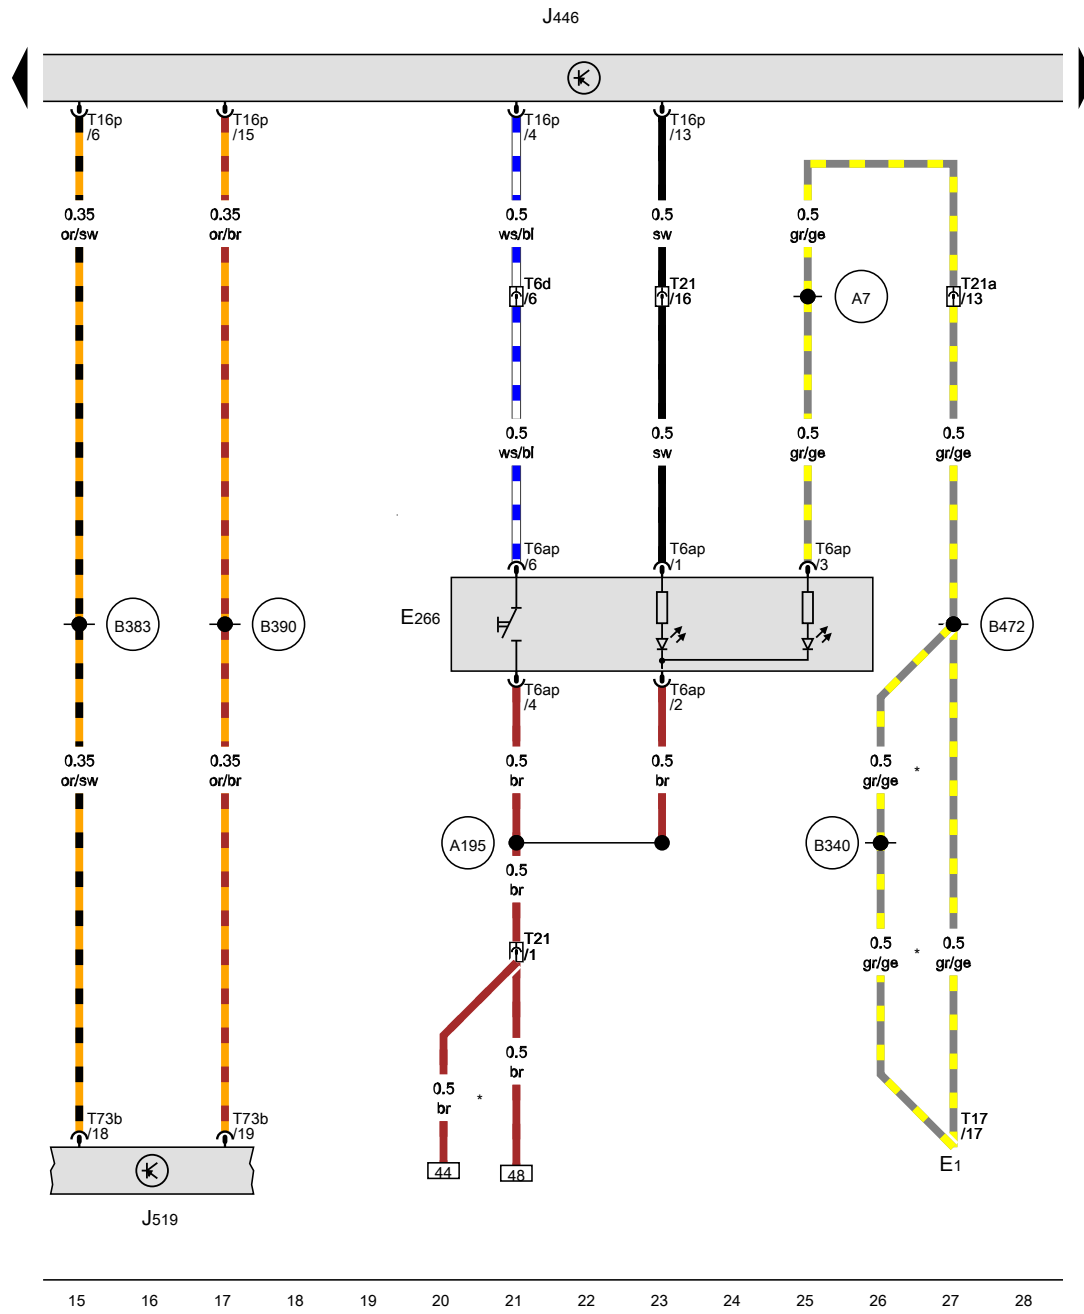 J446
T16p
/6
T16p
/15
T16p
/4
T16p
/13
0.35
or/sw
0.35
or/br
0.5
ws/bl
0.5
sw
0.5
gr/ge
T6d
/6
T21
/16
A7
T21a
/13
0.5
ws/bl
0.5
sw
0.5
gr/ge
0.5
gr/ge
T6ap
/6
T6ap
/1
T6ap
/3
E266
B383
B390
B472
T6ap
/4
T6ap
/2
0.35
or/sw
0.35
or/br
0.5
br
0.5
br
0.5
gr/ge
*
A195
B340
0.5
br
T21
/1
0.5
gr/ge
*
0.5
gr/ge
0.5
br
0.5
br
*
T73b
/18
T73b
/19
T17
/17
44
48
E1
J519
15 16 17 18 19 20 21 22 23 24 25 26 27 28